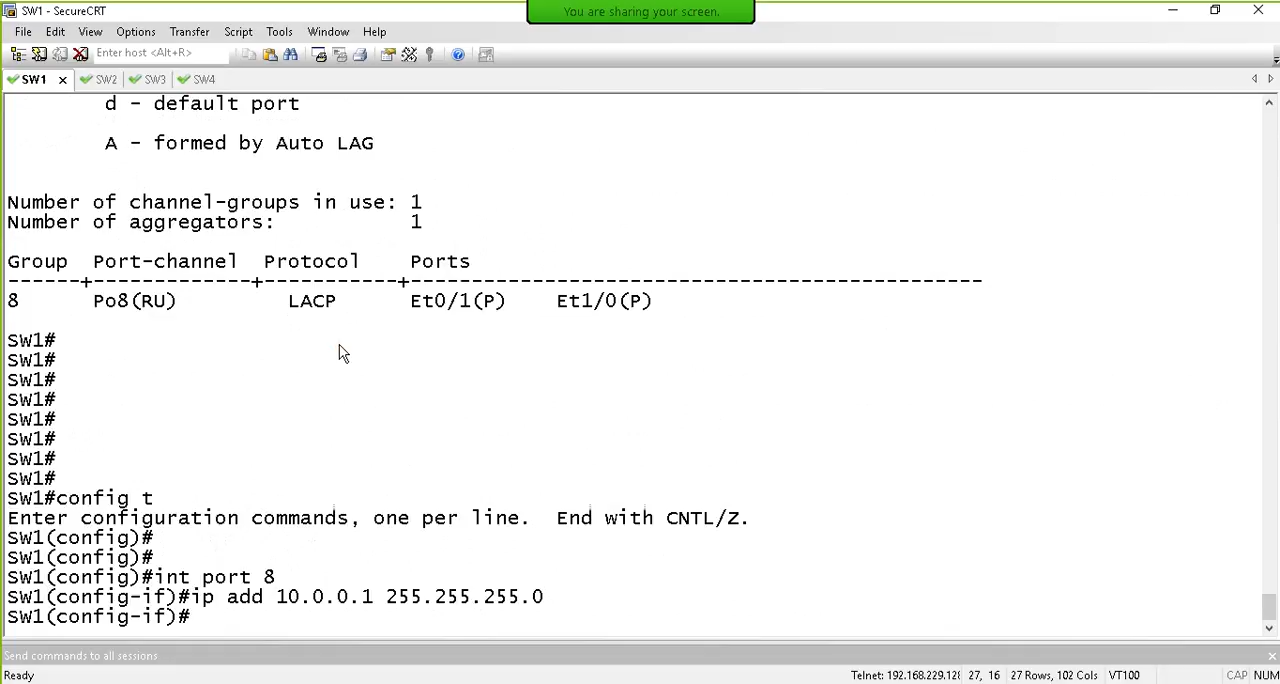 SW1 - SecureCRT
You are sharing your screen.
File Edit View Options Transfer Script Tools Window Help
Enter host <Alt+R>
SW1 SW2 SW3 SW4
d - default port
A - formed by Auto LAG
Number of channel-groups in use: 1
Number of aggregators: 1
Group Port-channel Protocol Ports
------+-------------+-----------+-----------------------------------------------
8 Po8(RU) LACP Et0/1(P) Et1/0(P)
SW1#
SW1#
SW1#
SW1#
SW1#
SW1#
SW1#
SW1#
SW1#config t
Enter configuration commands, one per line. End with CNTL/Z.
SW1(config)#
SW1(config)#
SW1(config)#int port 8
SW1(config-if)#ip add 10.0.0.1 255.255.255.0
SW1(config-if)#
Send commands to all sessions
Ready Telnet: 192.168.229.12 27, 16 27 Rows, 102 Cols VT100 CAP NUM